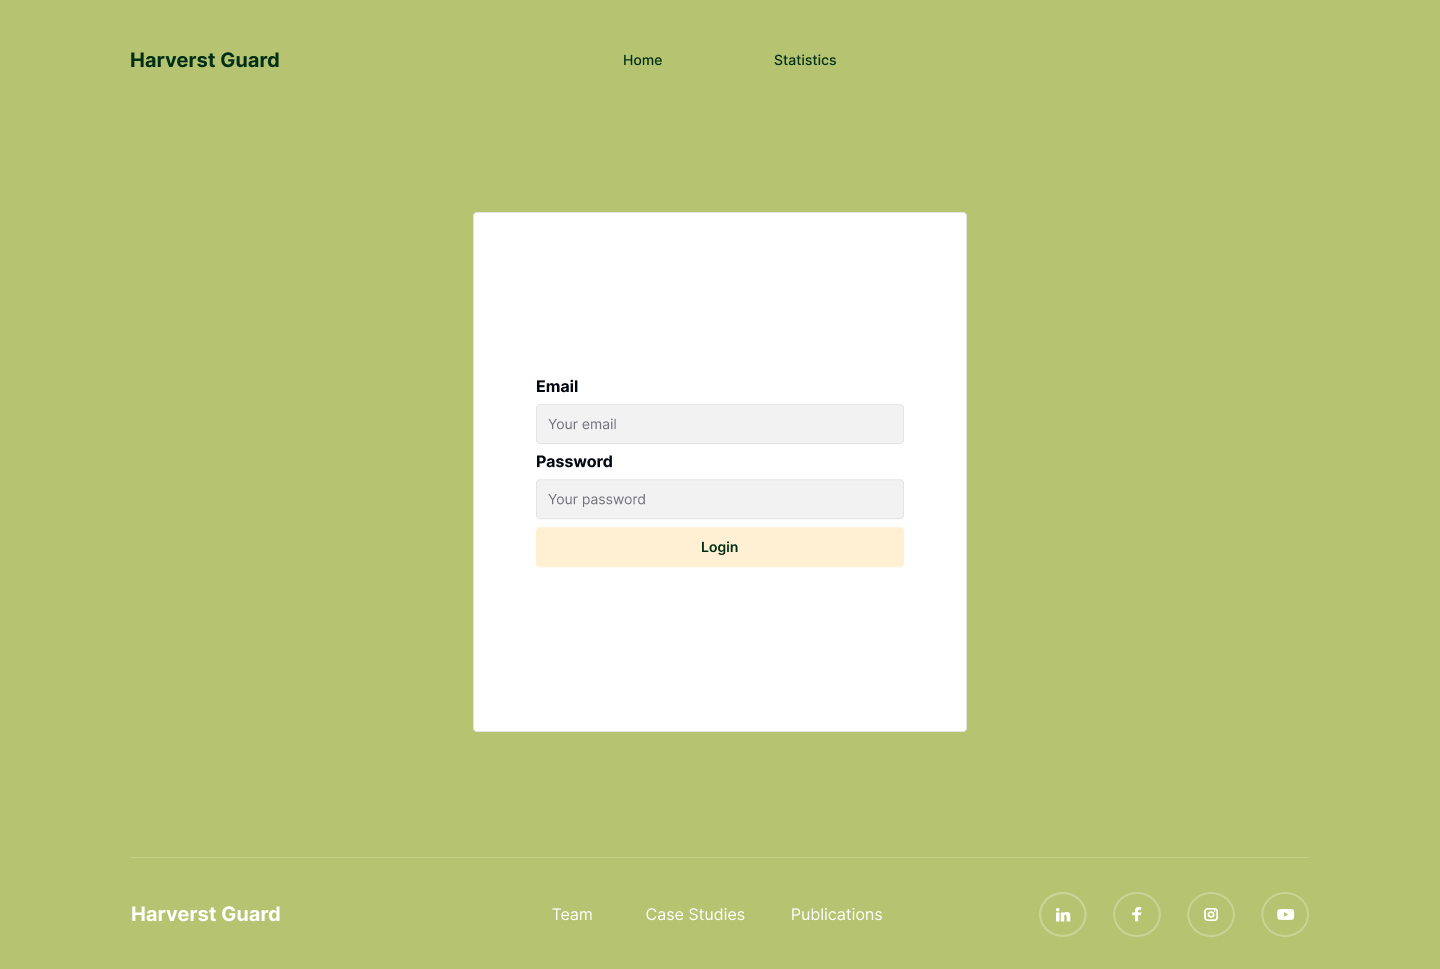 Harverst Guard
Home
Statistics
Email
Your email
Password
Your password
Login
Harverst Guard
Team
Case Studies
Publications